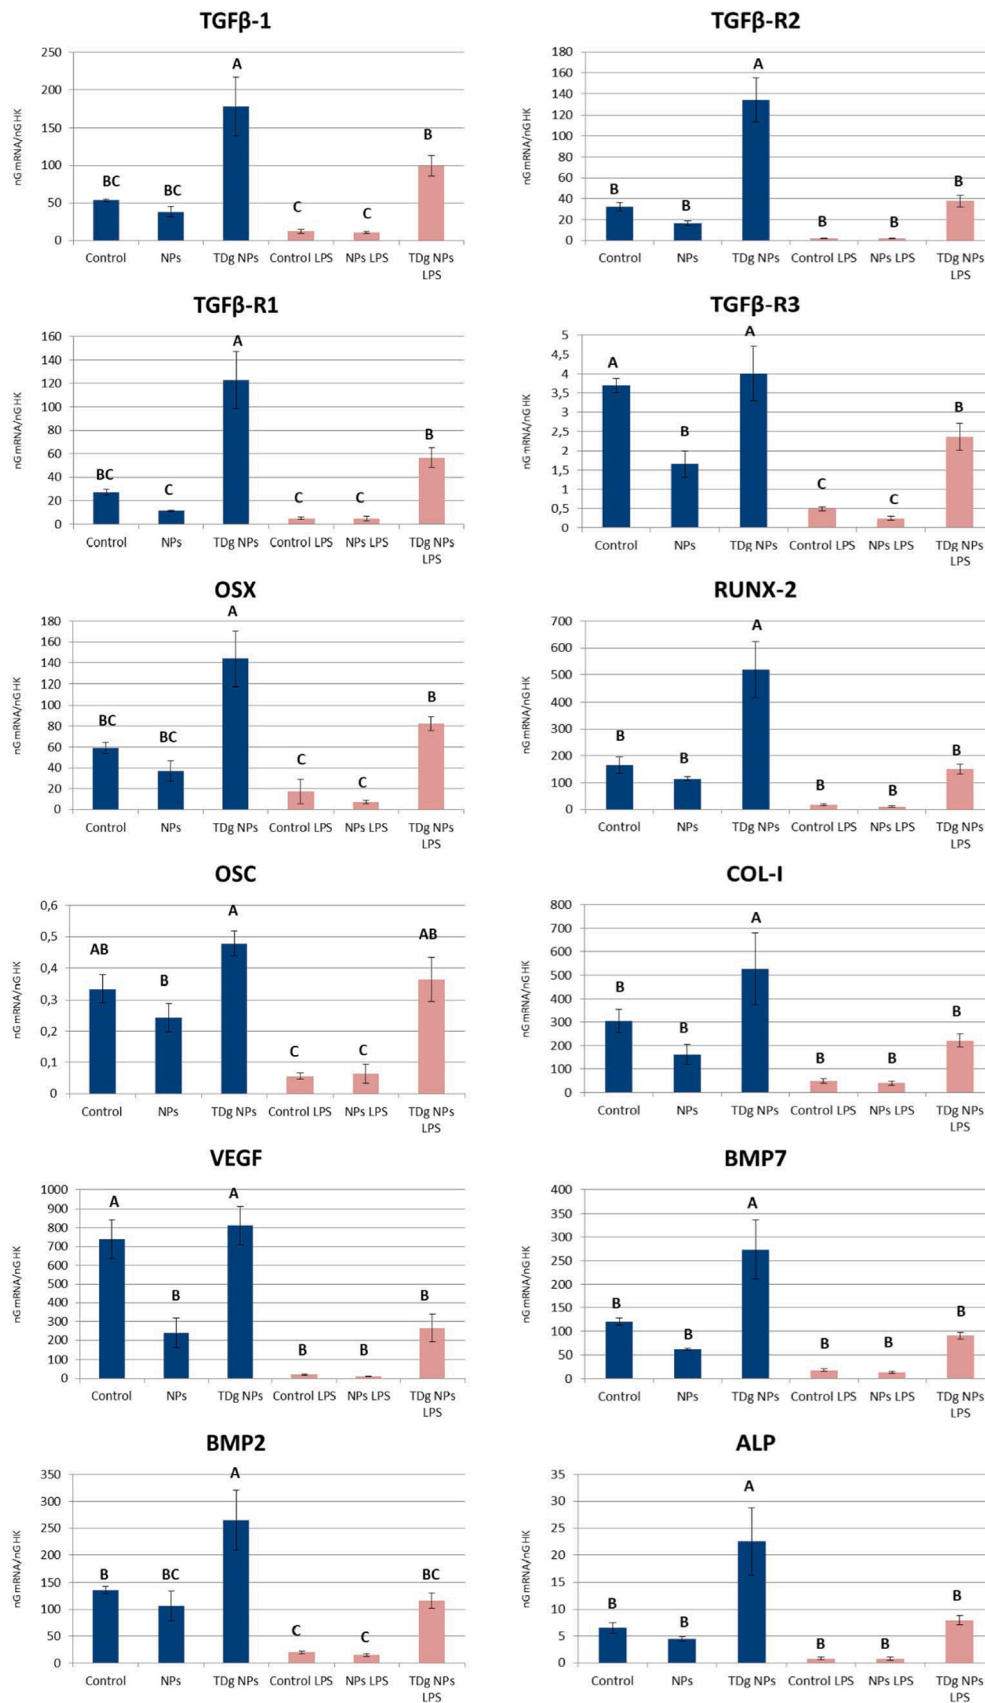 TGFβ-1
nG mRNA/nG HK
250
200
150
100
50
0
A
B
BC
BC
C
C
Control
NPs
TDg NPs
Control LPS
NPs LPS
TDg NPs
LPS
TGFβ-R2
nG mRNA/nG HK
180
160
140
120
100
80
60
40
20
0
A
B
B
B
B
B
Control
NPs
TDg NPs
Control LPS
NPs LPS
TDg NPs
LPS
TGFβ-R1
nG mRNA/nG HK
160
140
120
100
80
60
40
20
0
A
B
BC
C
C
C
Control
NPs
TDg NPs
Control LPS
NPs LPS
TDg NPs
LPS
TGFβ-R3
nG mRNA/nG HK
5
4,5
4
3,5
3
2,5
2
1,5
1
0,5
0
A
A
B
B
C
C
Control
NPs
TDg NPs
Control LPS
NPs LPS
TDg NPs
LPS
OSX
nG mRNA/nG HK
180
160
140
120
100
80
60
40
20
0
A
B
BC
BC
C
C
Control
NPs
TDg NPs
Control LPS
NPs LPS
TDg NPs
LPS
RUNX-2
nG mRNA/nG HK
700
600
500
400
300
200
100
0
A
B
B
B
B
B
Control
NPs
TDg NPs
Control LPS
NPs LPS
TDg NPs
LPS
OSC
nG mRNA/nG HK
0,6
0,5
0,4
0,3
0,2
0,1
0
A
AB
AB
B
C
C
Control
NPs
TDg NPs
Control LPS
NPs LPS
TDg NPs
LPS
COL-I
nG mRNA/nG HK
800
700
600
500
400
300
200
100
0
A
B
B
B
B
B
Control
NPs
TDg NPs
Control LPS
NPs LPS
TDg NPs
LPS
VEGF
nG mRNA/nG HK
1000
900
800
700
600
500
400
300
200
100
0
A
A
B
B
B
B
Control
NPs
TDg NPs
Control LPS
NPs LPS
TDg NPs
LPS
BMP7
nG mRNA/nG HK
400
350
300
250
200
150
100
50
0
A
B
B
B
B
B
Control
NPs
TDg NPs
Control LPS
NPs LPS
TDg NPs
LPS
BMP2
nG mRNA/nG HK
350
300
250
200
150
100
50
0
A
B
BC
BC
C
C
Control
NPs
TDg NPs
Control LPS
NPs LPS
TDg NPs
LPS
ALP
nG mRNA/nG HK
35
30
25
20
15
10
5
0
A
B
B
B
B
B
Control
NPs
TDg NPs
Control LPS
NPs LPS
TDg NPs
LPS